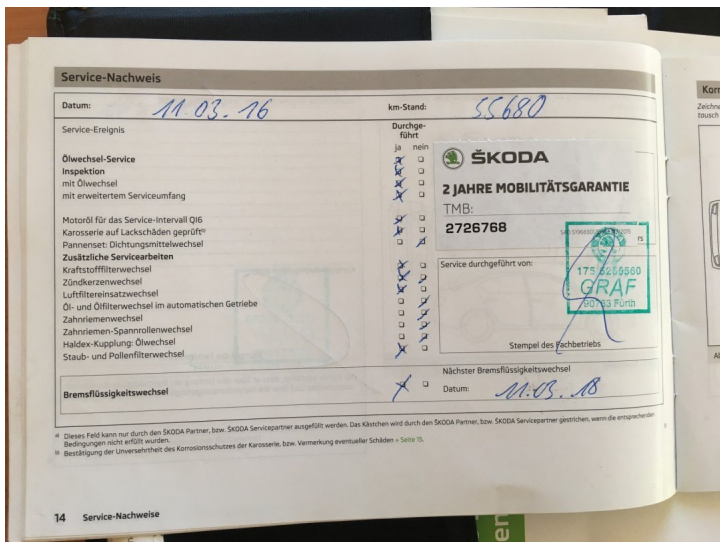 Service-Nachweis
Datum: 11.03.16 km-Stand: 55680
Service-Ereignis Durchge-
führt
ja nein
Ölwechsel-Service
Inspektion
mit Ölwechsel
mit erweitertem Serviceumfang
Motoröl für das Service-Intervall QI6
Karosserie auf Lackschäden geprüft b)
Pannenset: Dichtungsmittelwechsel
Zusätzliche Servicearbeiten
Kraftstofffilterwechsel
Zündkerzenwechsel
Luftfiltereinsatzwechsel
Öl- und Ölfilterwechsel im automatischen Getriebe
Zahnriemenwechsel
Zahnriemen-Spannrollenwechsel
Haldex-Kupplung: Ölwechsel
Staub- und Pollenfilterwechsel
ŠKODA
2 JAHRE MOBILITÄTSGARANTIE
TMB:
2726768
Service durchgeführt von:
GRAF
90763 Fürth
Stempel des Fachbetriebs
Bremsflüssigkeitswechsel
Nächster Bremsflüssigkeitswechsel
Datum: 11.03.18
a) Dieses Feld kann nur durch den ŠKODA Partner, bzw. ŠKODA Servicepartner ausgefüllt werden. Das Kästchen wird durch den ŠKODA Partner, bzw. ŠKODA Servicepartner gestrichen, wenn die entsprechenden
Bedingungen nicht erfüllt wurden.
b) Bestätigung der Unversehrtheit des Korrosionsschutzes der Karosserie, bzw. Vermerkung eventueller Schäden » Seite 15.
14 Service-Nachweise
Zeichne
tausch
en